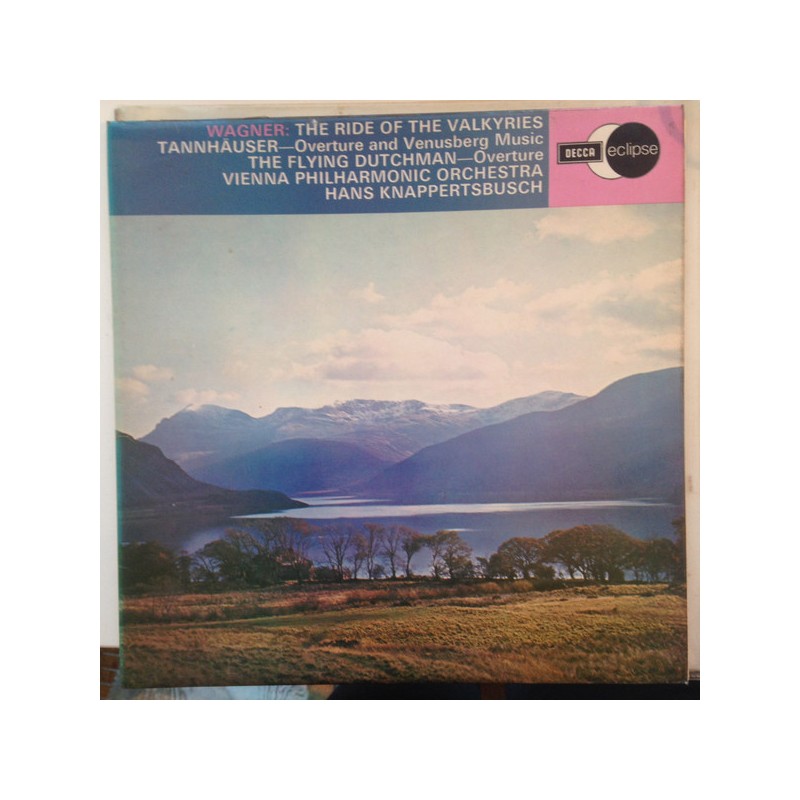 WAGNER: THE RIDE OF THE VALKYRIES
TANNHÄUSER—Overture and Venusberg Music
THE FLYING DUTCHMAN—Overture
VIENNA PHILHARMONIC ORCHESTRA
HANS KNAPPERTSBUSCH
DECCA eclipse